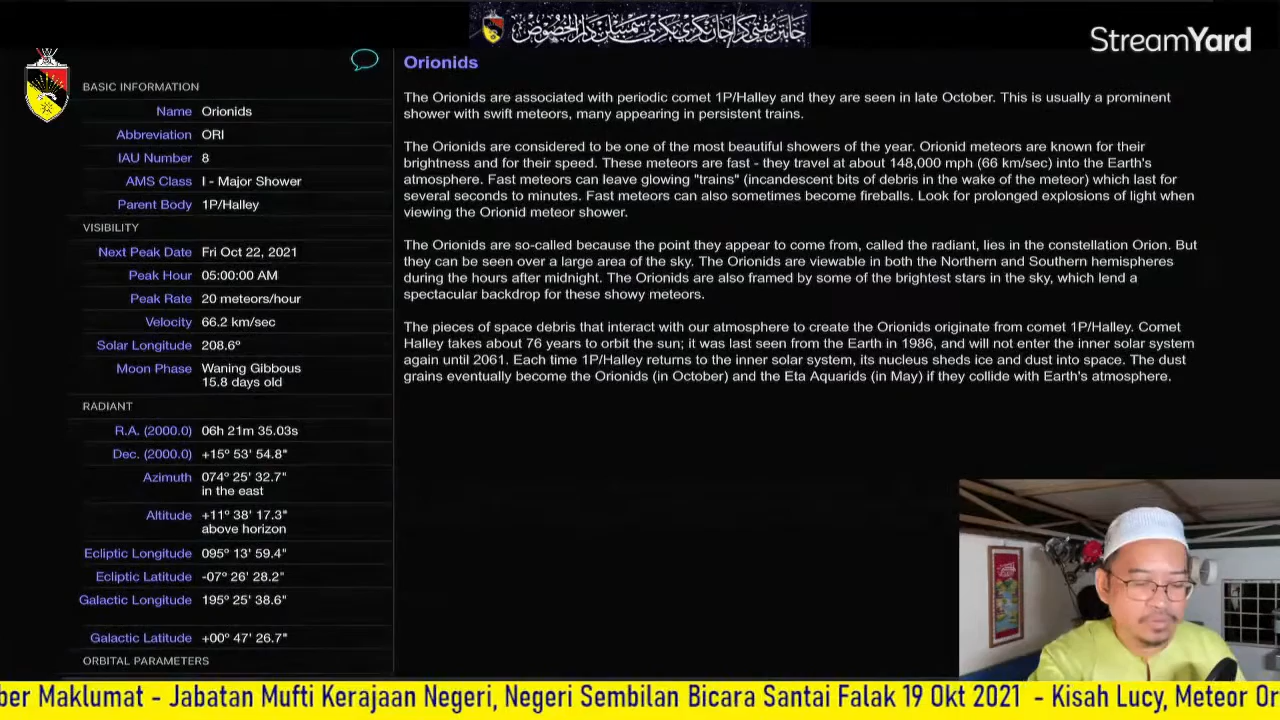 جابتن مفتي كراجأن نكري، نكري سمبيلن دار الخصوص
StreamYard
BASIC INFORMATION
Name Orionids
Abbreviation ORI
IAU Number 8
AMS Class I - Major Shower
Parent Body 1P/Halley
VISIBILITY
Next Peak Date Fri Oct 22, 2021
Peak Hour 05:00:00 AM
Peak Rate 20 meteors/hour
Velocity 66.2 km/sec
Solar Longitude 208.6º
Moon Phase Waning Gibbous
15.8 days old
RADIANT
R.A. (2000.0) 06h 21m 35.03s
Dec. (2000.0) +15º 53' 54.8"
Azimuth 074º 25' 32.7"
in the east
Altitude +11º 38' 17.3"
above horizon
Ecliptic Longitude 095º 13' 59.4"
Ecliptic Latitude -07º 26' 28.2"
Galactic Longitude 195º 25' 38.6"
Galactic Latitude +00º 47' 26.7"
ORBITAL PARAMETERS
Orionids
The Orionids are associated with periodic comet 1P/Halley and they are seen in late October. This is usually a prominent
shower with swift meteors, many appearing in persistent trains.
The Orionids are considered to be one of the most beautiful showers of the year. Orionid meteors are known for their
brightness and for their speed. These meteors are fast - they travel at about 148,000 mph (66 km/sec) into the Earth's
atmosphere. Fast meteors can leave glowing "trains" (incandescent bits of debris in the wake of the meteor) which last for
several seconds to minutes. Fast meteors can also sometimes become fireballs. Look for prolonged explosions of light when
viewing the Orionid meteor shower.
The Orionids are so-called because the point they appear to come from, called the radiant, lies in the constellation Orion. But
they can be seen over a large area of the sky. The Orionids are viewable in both the Northern and Southern hemispheres
during the hours after midnight. The Orionids are also framed by some of the brightest stars in the sky, which lend a
spectacular backdrop for these showy meteors.
The pieces of space debris that interact with our atmosphere to create the Orionids originate from comet 1P/Halley. Comet
Halley takes about 76 years to orbit the sun; it was last seen from the Earth in 1986, and will not enter the inner solar system
again until 2061. Each time 1P/Halley returns to the inner solar system, its nucleus sheds ice and dust into space. The dust
grains eventually become the Orionids (in October) and the Eta Aquarids (in May) if they collide with Earth's atmosphere.
ber Maklumat - Jabatan Mufti Kerajaan Negeri, Negeri Sembilan Bicara Santai Falak 19 Okt 2021 - Kisah Lucy, Meteor Or